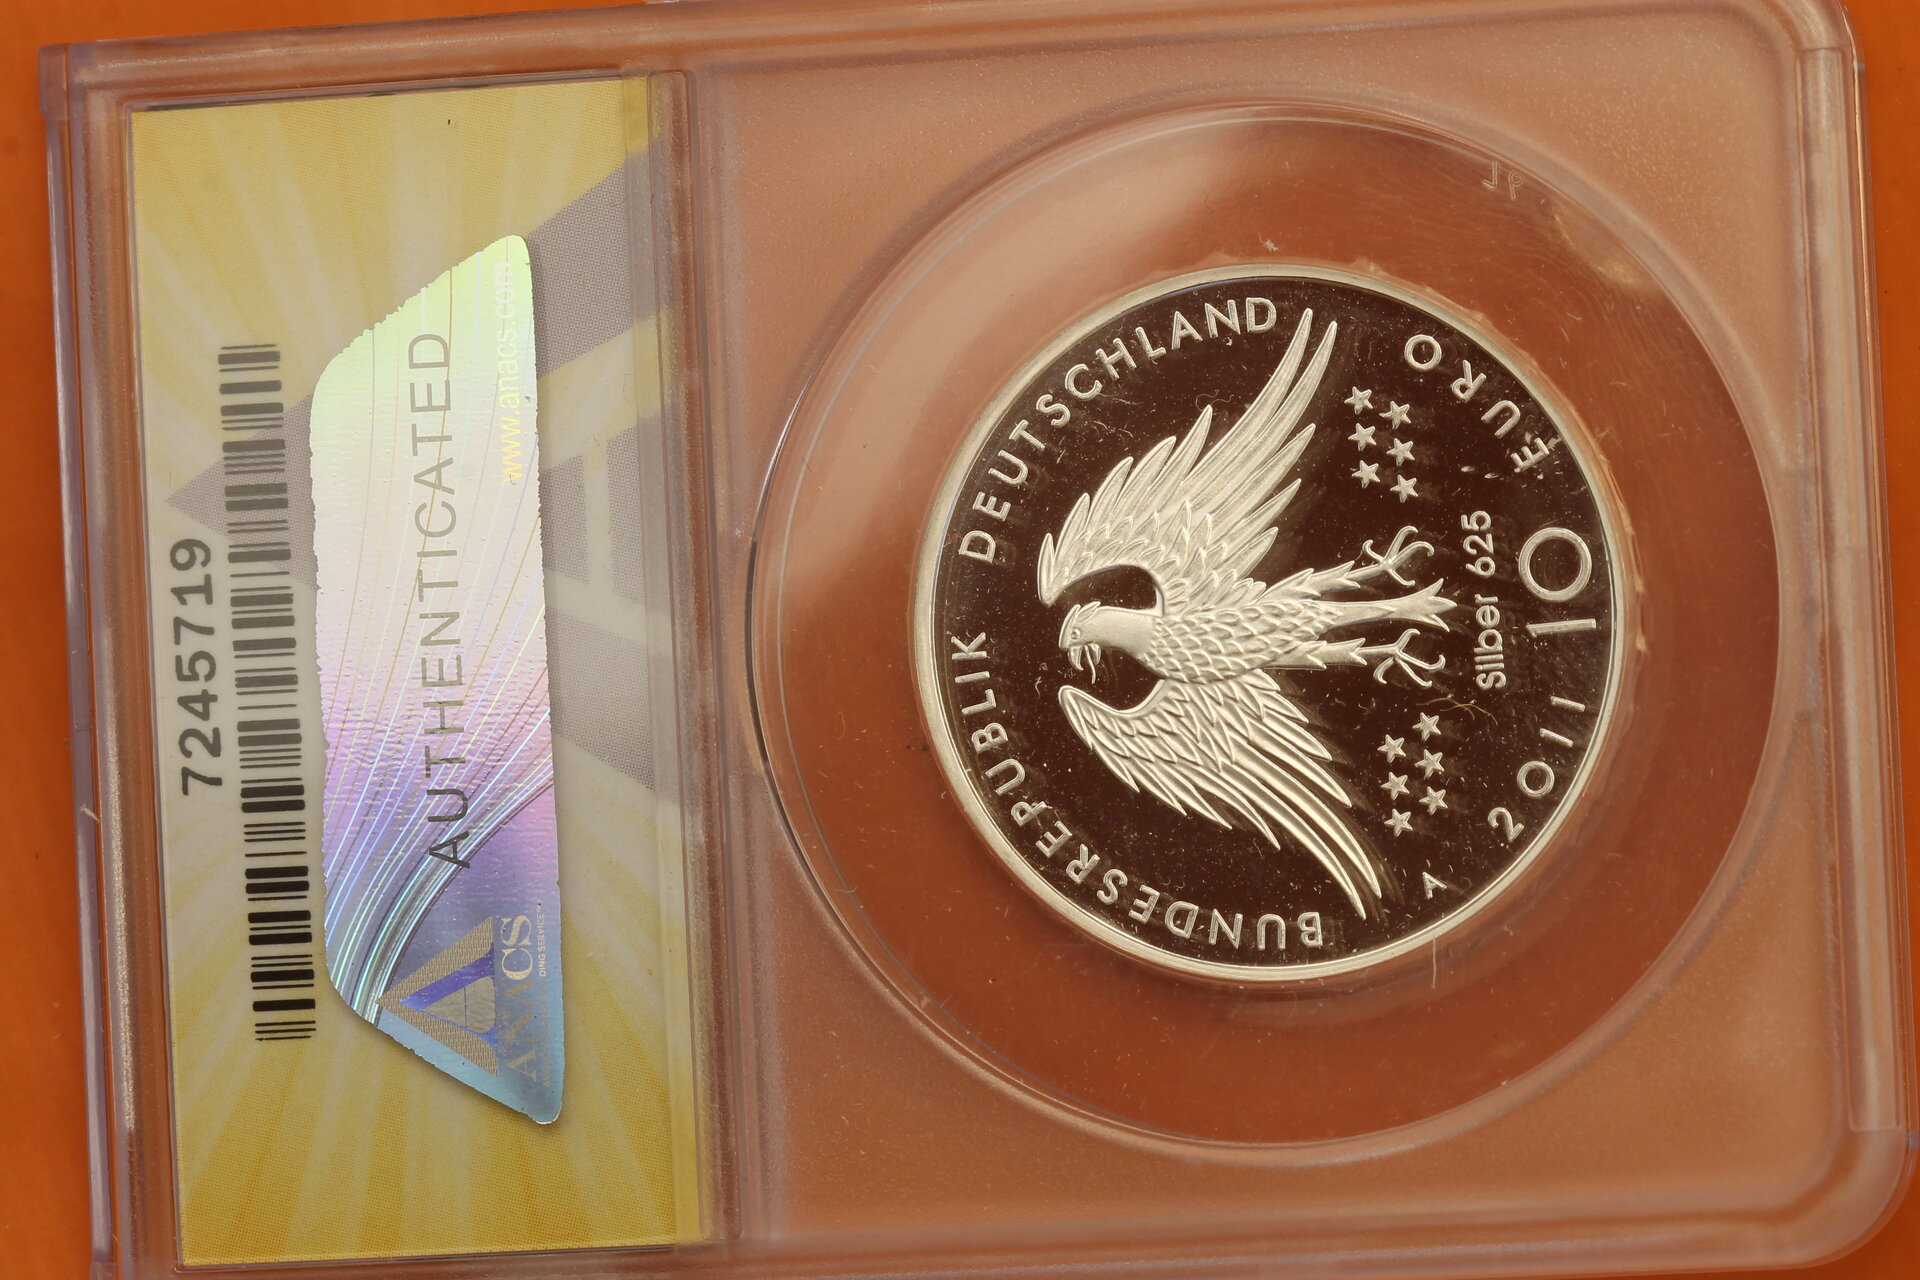 7245719
AUTHENTICATED
www.anacs.com
ANACS
BUNDESREPUBLIK DEUTSCHLAND
Silber 625
A
2011 10 EURO